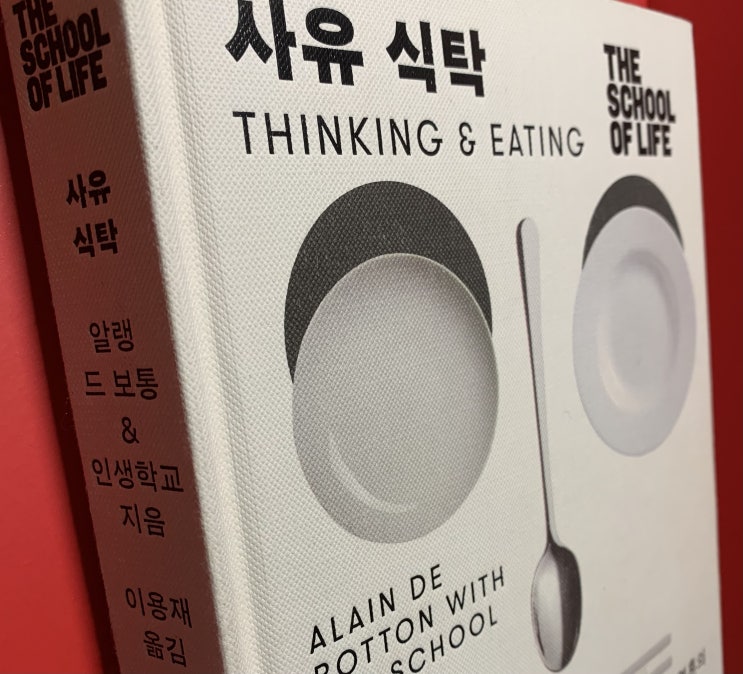 THE
SCHOOL
OF LIFE
사유
식탁
알랭
드 보통
&
인생학교
지음
이용재
옮김
사유 식탁
THINKING & EATING
THE
SCHOOL
OF LIFE
ALAIN DE
BOTTON WITH
SCHOOL